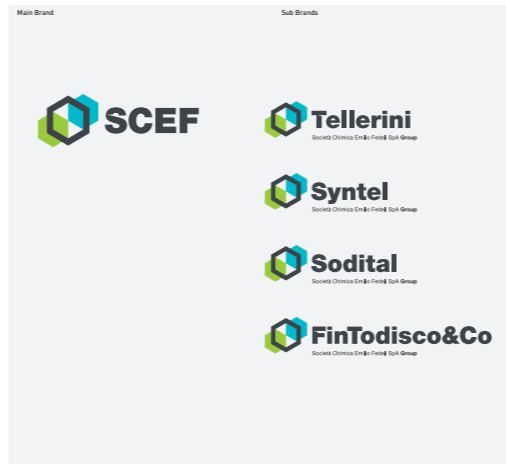 Main Brand
Sub Brands
SCEF
Tellerini
Società Chimica Emilio Fedeli SpA Group
Syntel
Società Chimica Emilio Fedeli SpA Group
Sodital
Società Chimica Emilio Fedeli SpA Group
FinTodisco&Co
Società Chimica Emilio Fedeli SpA Group